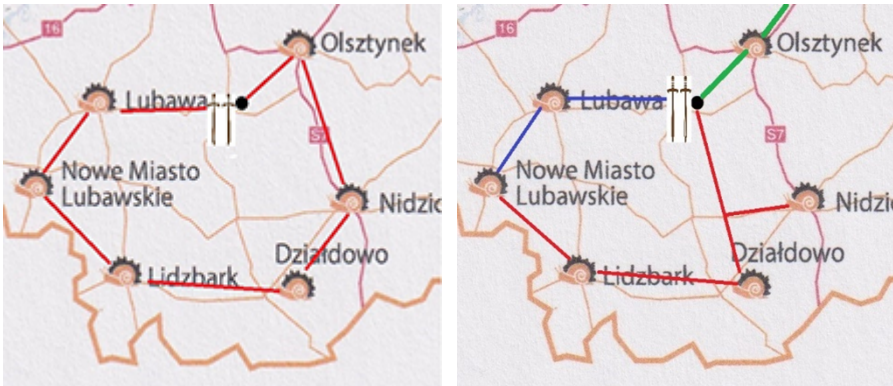 16
Olsztynek
Lubawa
S7
Nowe Miasto
Lubawskie
Nidzic
Działdowo
Lidzbark
16
Olsztynek
Lubawa
S7
Nowe Miasto
Lubawskie
Nidzi
Działdowo
Lidzbark